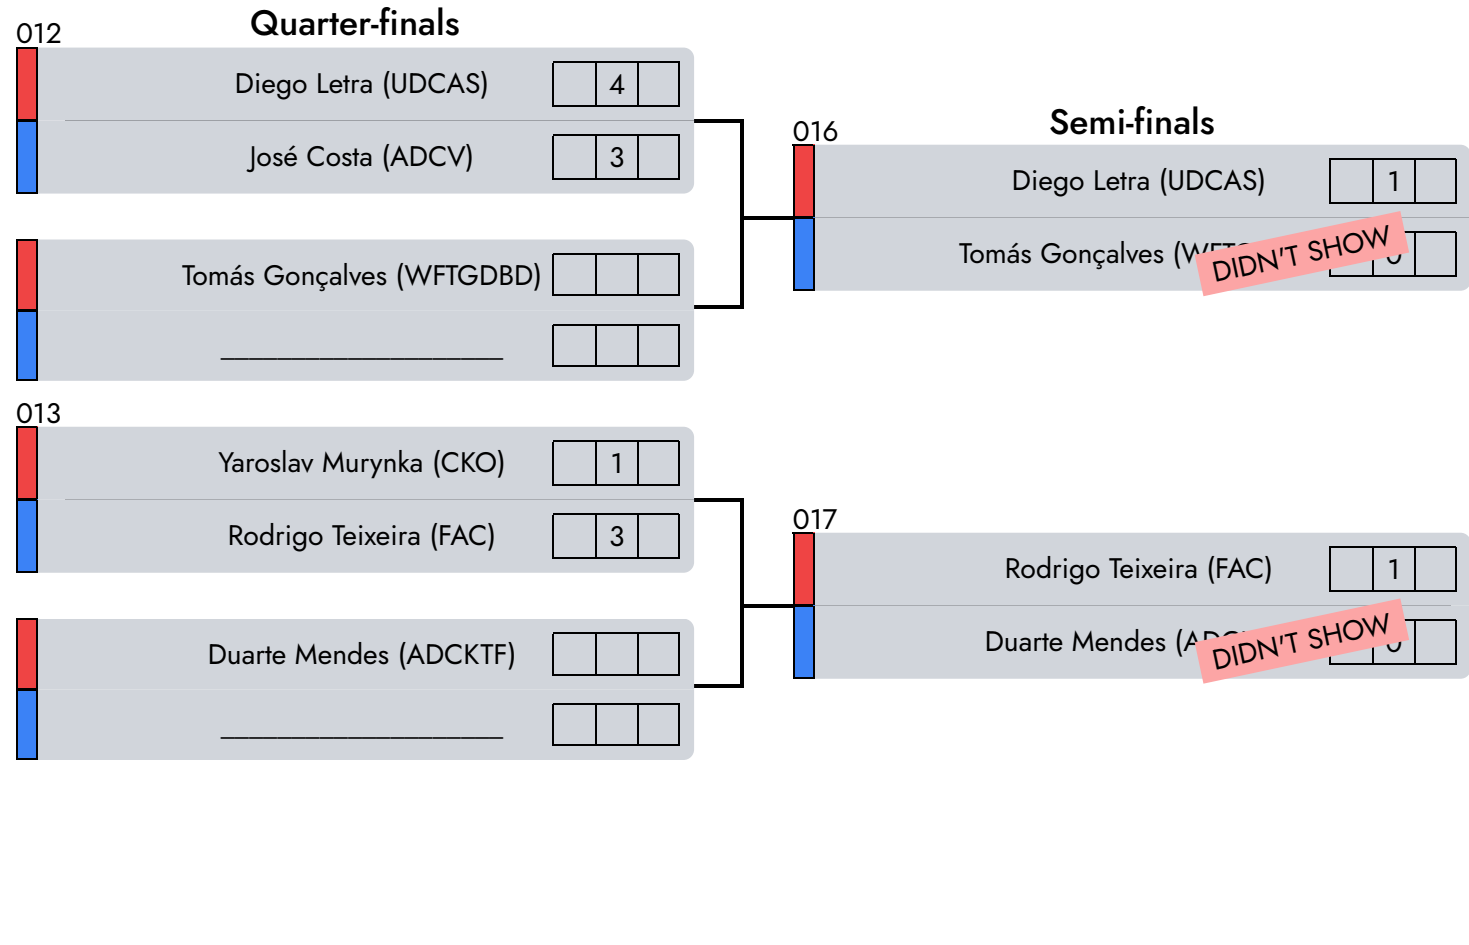 Quarter-finals
012
Diego Letra (UDCAS) 4
José Costa (ADCV) 3
Tomás Gonçalves (WFTGDBD)
013
Yaroslav Murynka (CKO) 1
Rodrigo Teixeira (FAC) 3
Duarte Mendes (ADCKTF)
Semi-finals
016
Diego Letra (UDCAS) 1
Tomás Gonçalves
DIDN'T SHOW
017
Rodrigo Teixeira (FAC) 1
Duarte Mendes
DIDN'T SHOW